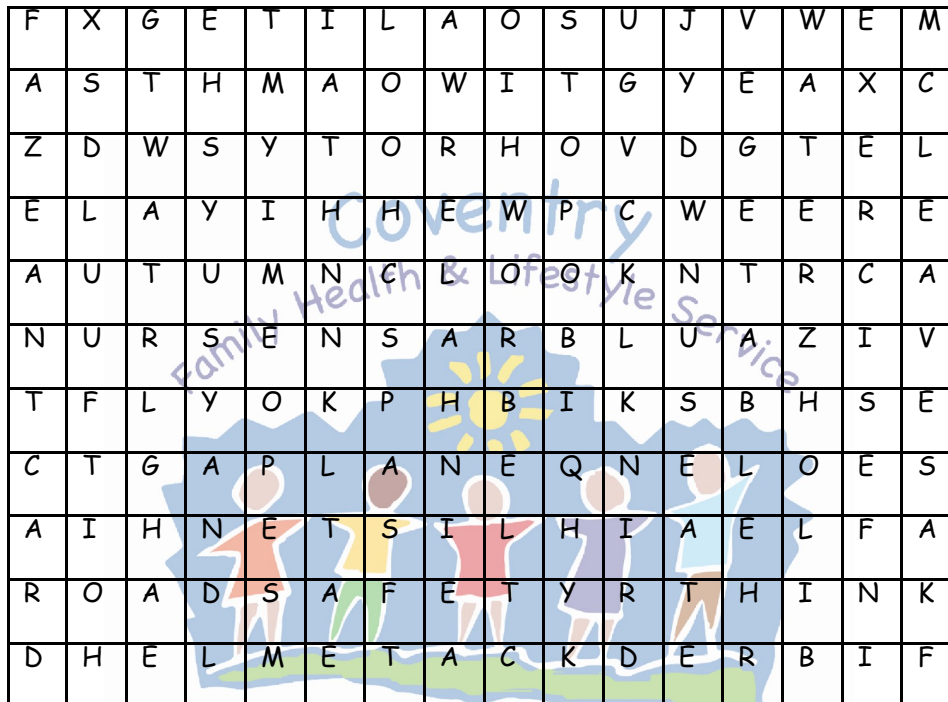 F X G E T I L A O S U J V W E M
A S T H M A O W I T G Y E A X C
Z D W S Y T O R H O V D G T E L
E L A Y I H H E W P C W E E R E
Coventry
A U T U M N C L O O K N T R C A
Family Health & Lifestyle Service
N U R S E N S A R B L U A Z I V
T F L Y O K P H B I K S B H S E
C T G A P L A N E Q N E L O E S
A I H N E T S I L H I A E L F A
R O A D S A F E T Y R T H I N K
D H E L M E T A C K D E R B I F